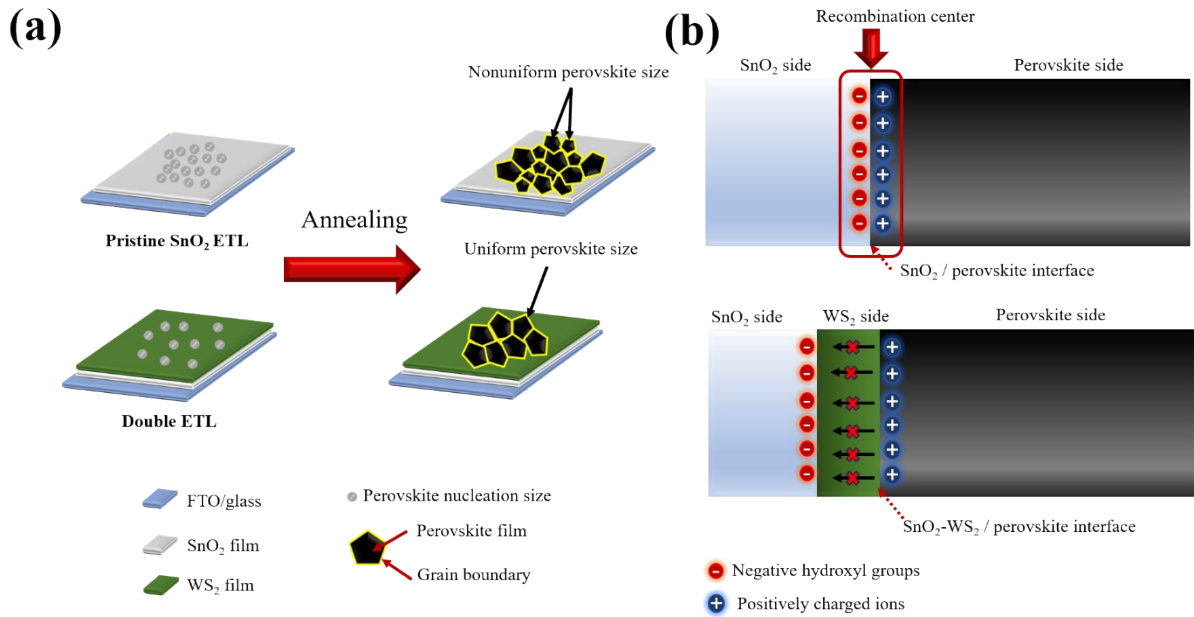 (a)
Nonuniform perovskite size
Pristine SnO₂ ETL
Annealing
Uniform perovskite size
Double ETL
FTO/glass
SnO₂ film
WS₂ film
Perovskite nucleation size
Perovskite film
Grain boundary
(b)
Recombination center
SnO₂ side
Perovskite side
SnO₂ / perovskite interface
SnO₂ side
WS₂ side
Perovskite side
SnO₂-WS₂ / perovskite interface
Negative hydroxyl groups
Positively charged ions